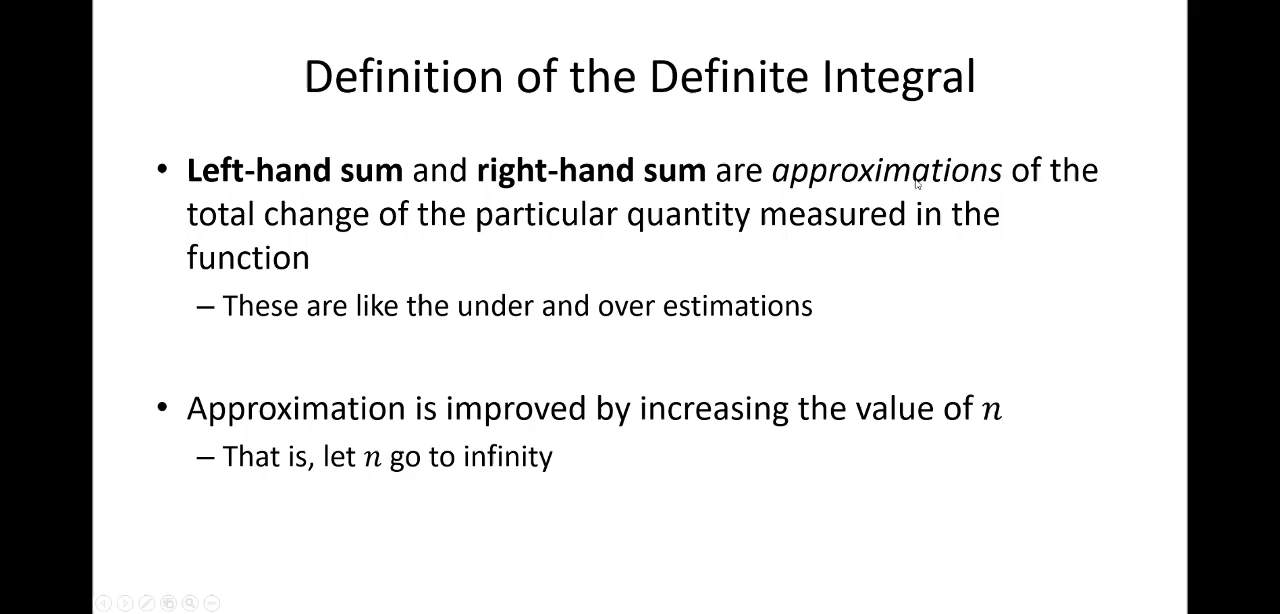 Definition of the Definite Integral
• Left-hand sum and right-hand sum are approximations of the
total change of the particular quantity measured in the
function
– These are like the under and over estimations
• Approximation is improved by increasing the value of n
– That is, let n go to infinity